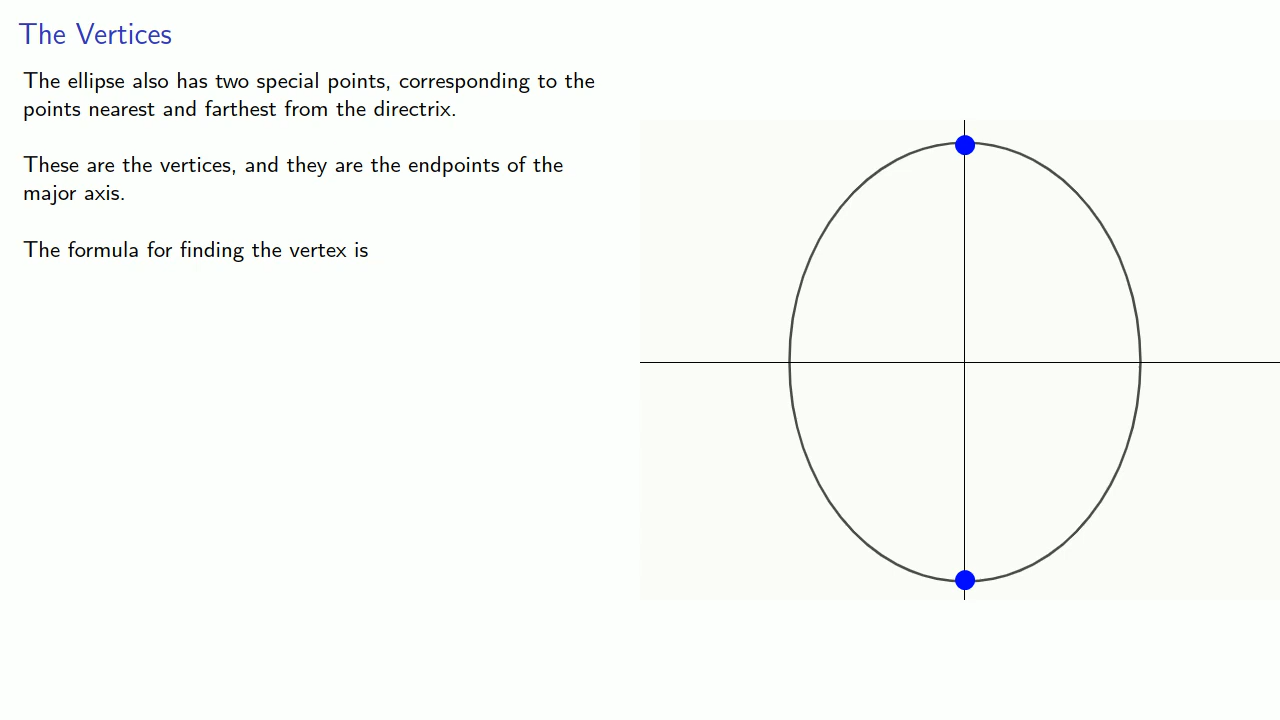 The Vertices
The ellipse also has two special points, corresponding to the
points nearest and farthest from the directrix.
These are the vertices, and they are the endpoints of the
major axis.
The formula for finding the vertex is